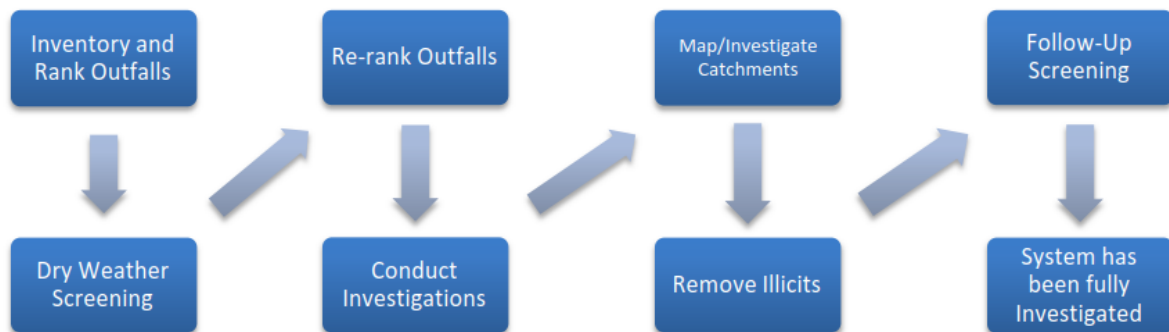 Inventory and
Rank Outfalls
Dry Weather
Screening
Re-rank Outfalls
Conduct
Investigations
Map/Investigate
Catchments
Remove Illicits
Follow-Up
Screening
System has
been fully
Investigated